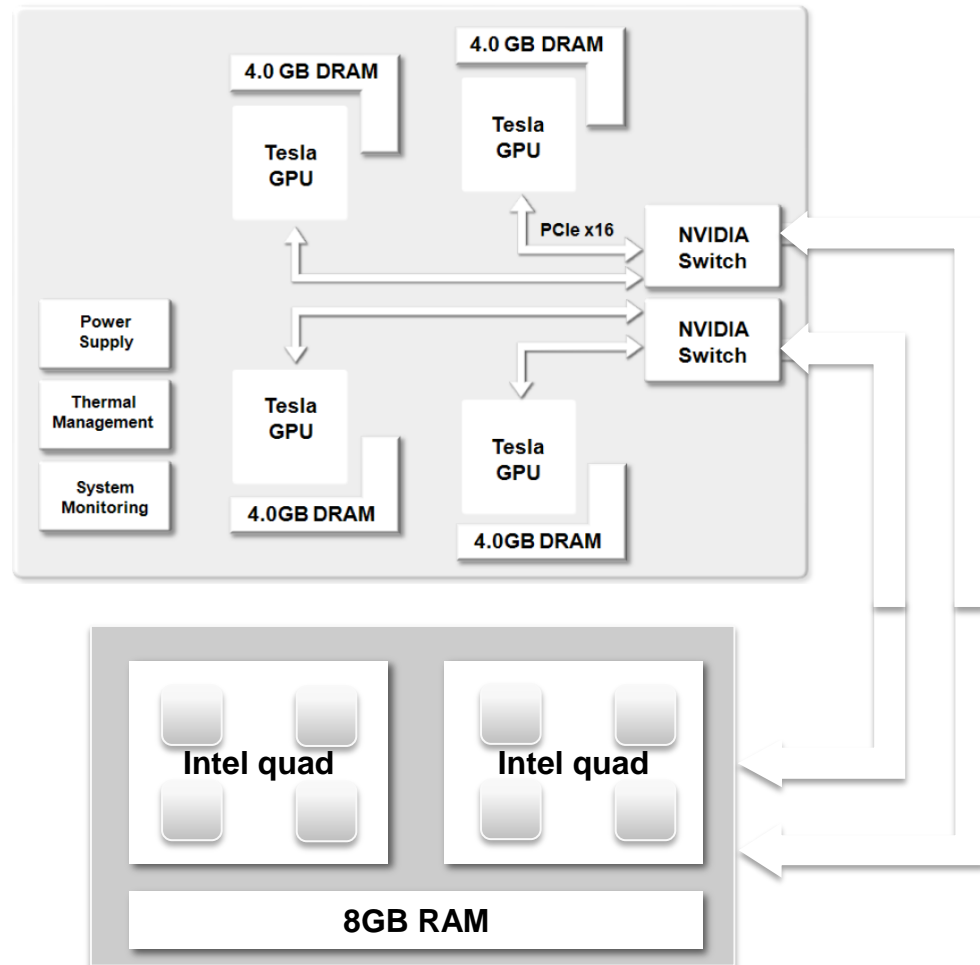 4.0 GB DRAM
4.0 GB DRAM
Tesla
GPU
Tesla
GPU
PCIe x16
NVIDIA
Switch
NVIDIA
Switch
Power
Supply
Thermal
Management
System
Monitoring
Tesla
GPU
Tesla
GPU
4.0GB DRAM
4.0GB DRAM
Intel quad
Intel quad
8GB RAM